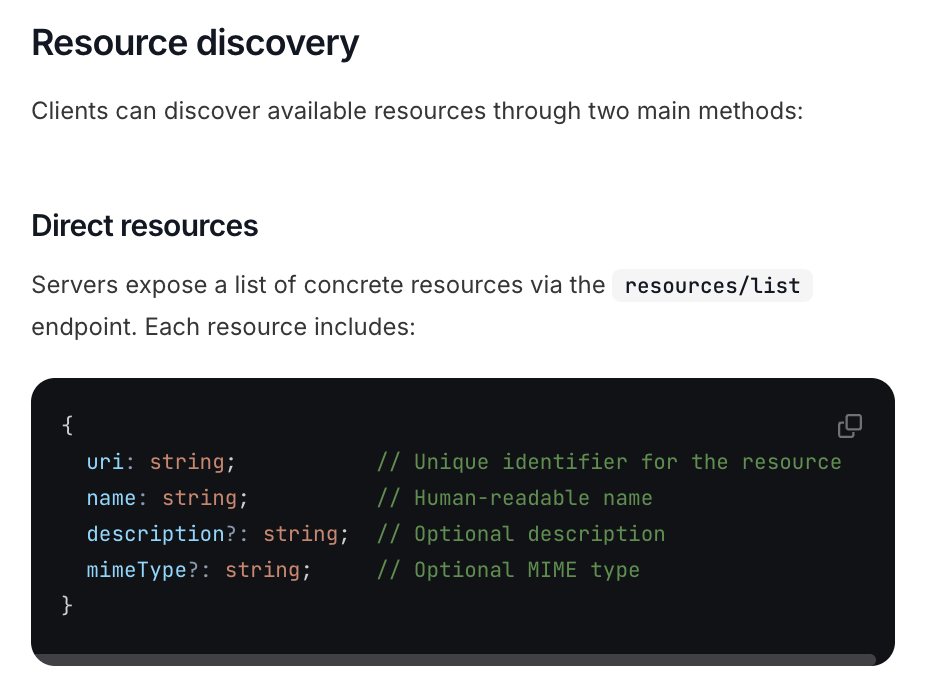 Resource discovery
Clients can discover available resources through two main methods:
Direct resources
Servers expose a list of concrete resources via the resources/list
endpoint. Each resource includes:
{
  uri: string;           // Unique identifier for the resource
  name: string;          // Human-readable name
  description?: string;  // Optional description
  mimeType?: string;     // Optional MIME type
}